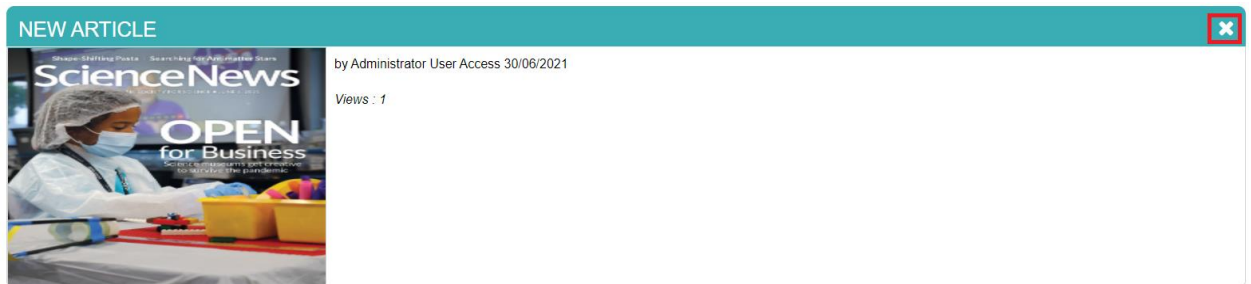 NEW ARTICLE
Shape-Shifting Pasta Searching for Antimatter Stars
ScienceNews
OPEN
for Business
Science museums get creative
to survive the pandemic
by Administrator User Access 30/06/2021
Views : 1